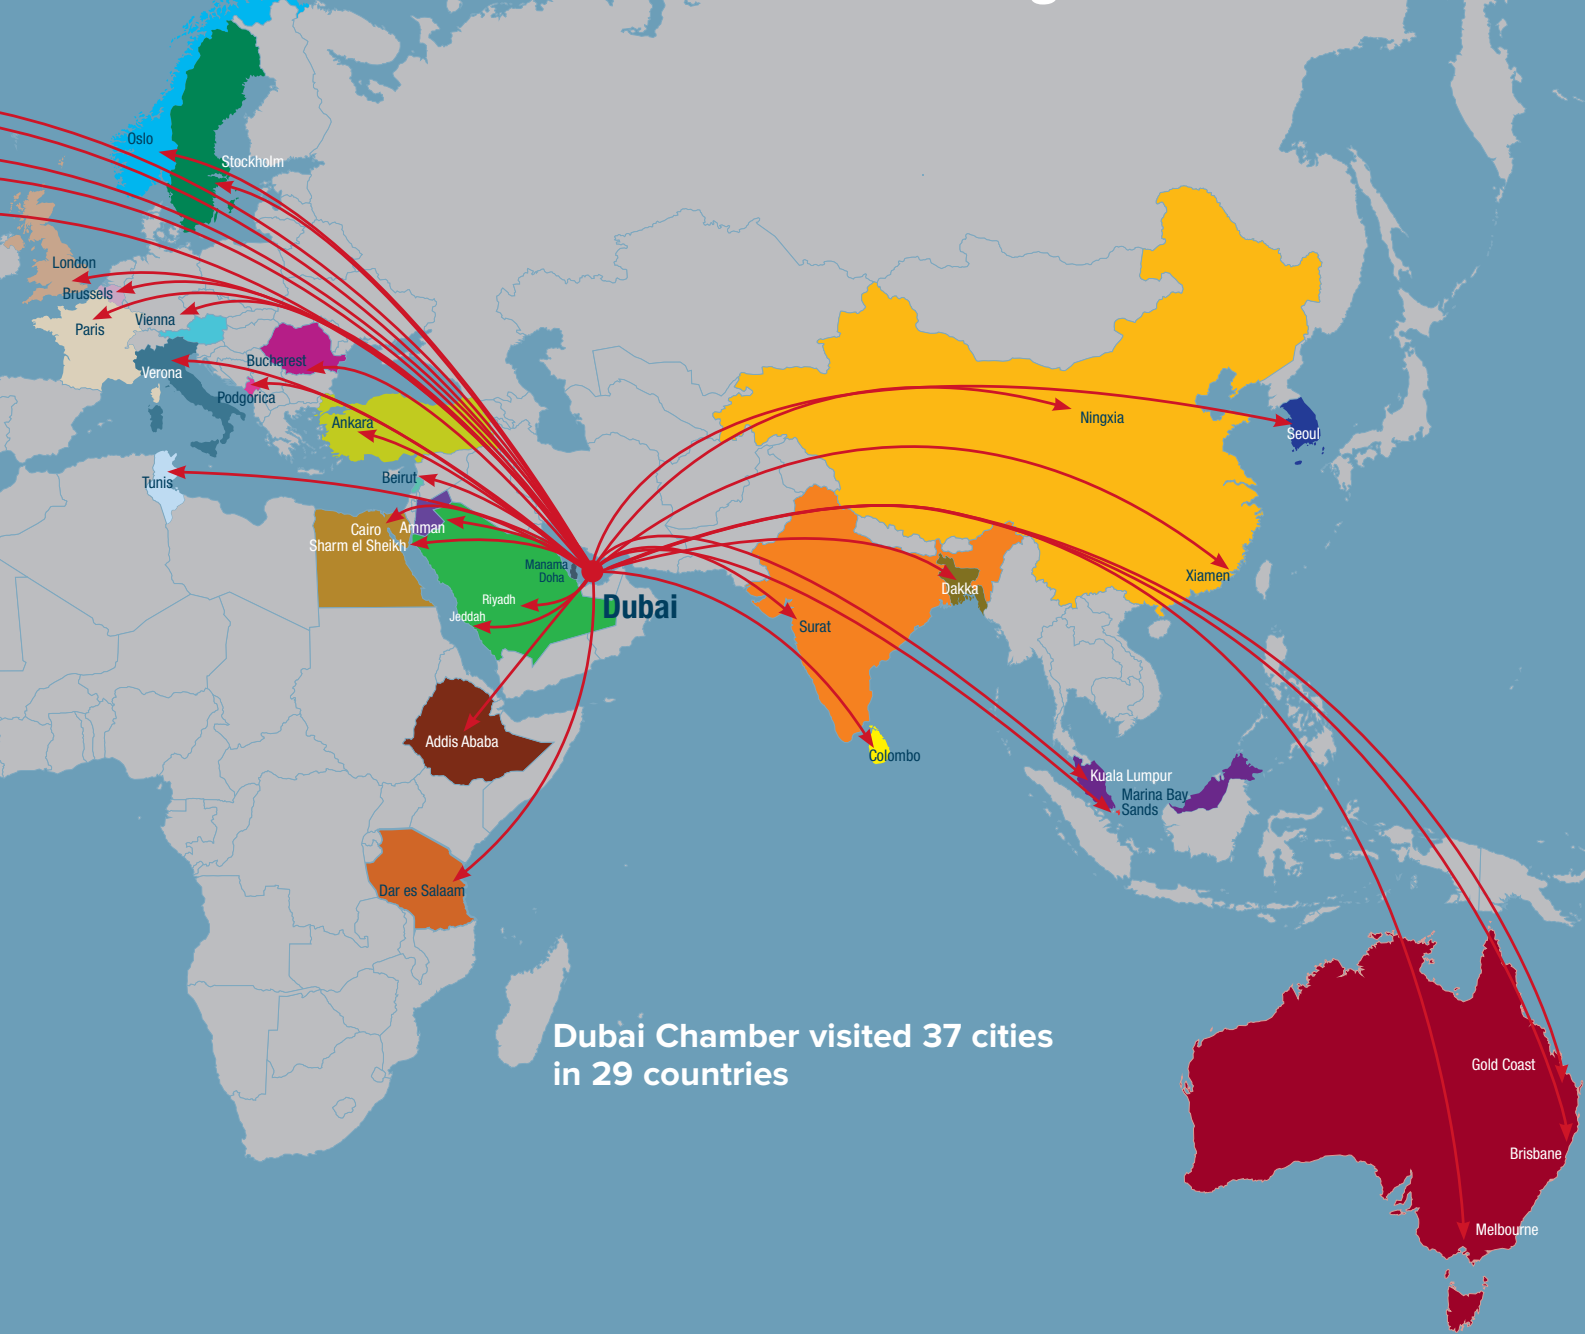 Oslo
Stockholm
London
Brussels
Paris
Vienna
Verona
Bucharest
Podgorica
Ankara
Tunis
Beirut
Cairo
Amman
Sharm el Sheikh
Manama
Doha
Riyadh
Jeddah
Dubai
Addis Ababa
Dar es Salaam
Ningxia
Seoul
Xiamen
Dakka
Surat
Colombo
Kuala Lumpur
Marina Bay
Sands
Dubai Chamber visited 37 cities
in 29 countries
Gold Coast
Brisbane
Melbourne